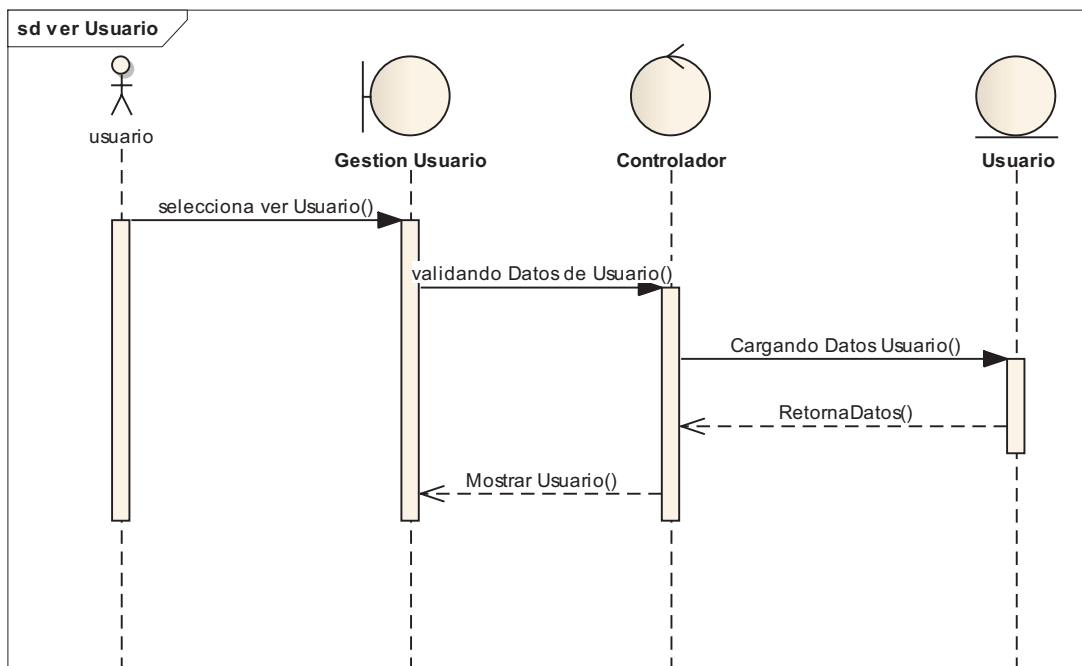 sd ver Usuario
usuario
Gestion Usuario
Controlador
Usuario
selecciona ver Usuario()
validando Datos de Usuario()
Cargando Datos Usuario()
RetornaDatos()
Mostrar Usuario()